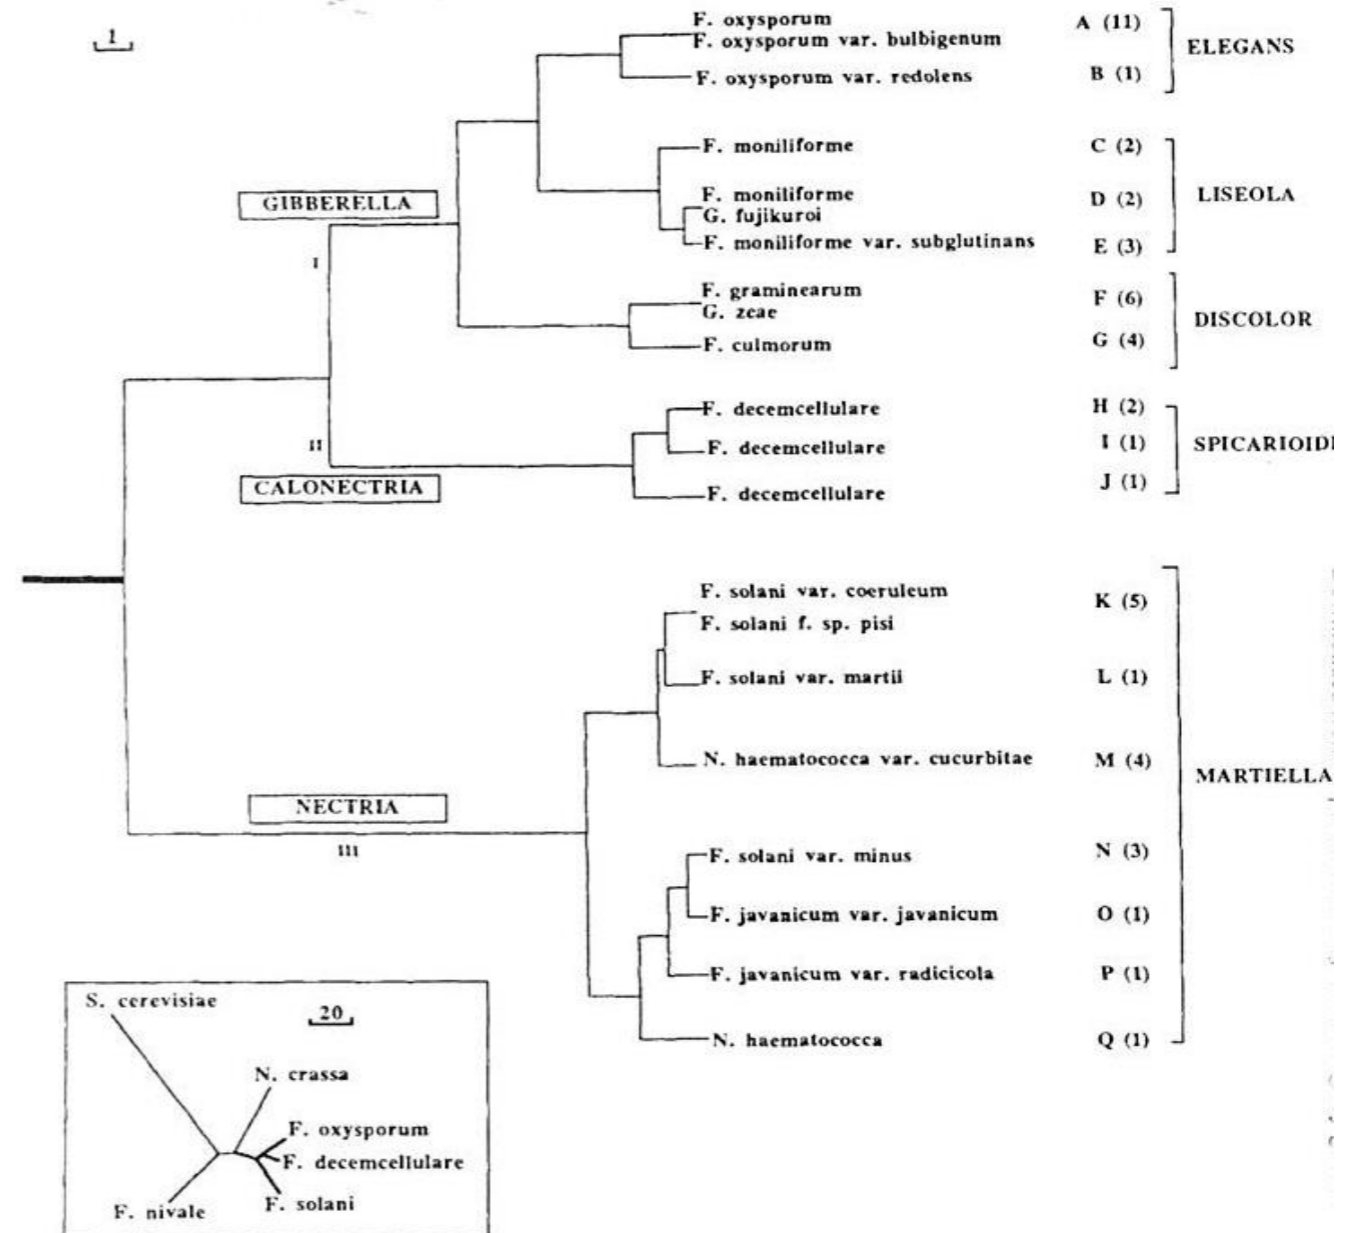 1
F. oxysporum A (11)
F. oxysporum var. bulbigenum
ELEGANS
F. oxysporum var. redolens B (1)
F. moniliforme C (2)
F. moniliforme D (2) LISEOLA
GIBBERELLA
G. fujikuroi
F. moniliforme var. subglutinans E (3)
I
F. graminearum F (6)
G. zeae
DISCOLOR
F. culmorum G (4)
F. decemcellulare H (2)
II
F. decemcellulare I (1) SPICARIOIDI
CALONECTRIA
F. decemcellulare J (1)
F. solani var. coeruleum K (5)
F. solani f. sp. pisi
F. solani var. martii L (1)
N. haematococca var. cucurbitae M (4)
MARTIELLA
NECTRIA
III
F. solani var. minus N (3)
F. javanicum var. javanicum O (1)
F. javanicum var. radicicola P (1)
N. haematococca Q (1)
S. cerevisiae
20
N. crassa
F. oxysporum
F. decemcellulare
F. solani
F. nivale